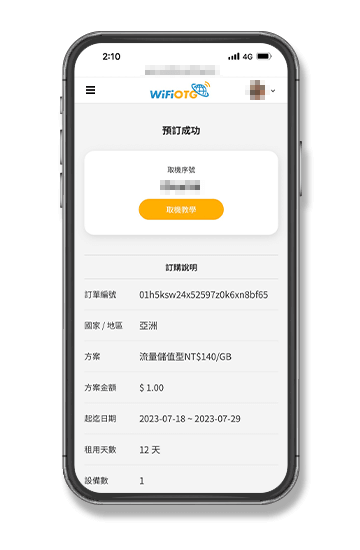 2:10
4G
WiFiOTG
預訂成功
取機序號
取機教學
訂購說明
訂單編號 01h5ksw24x52597z0k6xn8bf65
國家 / 地區 亞洲
方案 流量儲值型NT$140/GB
方案金額 $ 1.00
起迄日期 2023-07-18 ~ 2023-07-29
租用天數 12 天
設備數 1